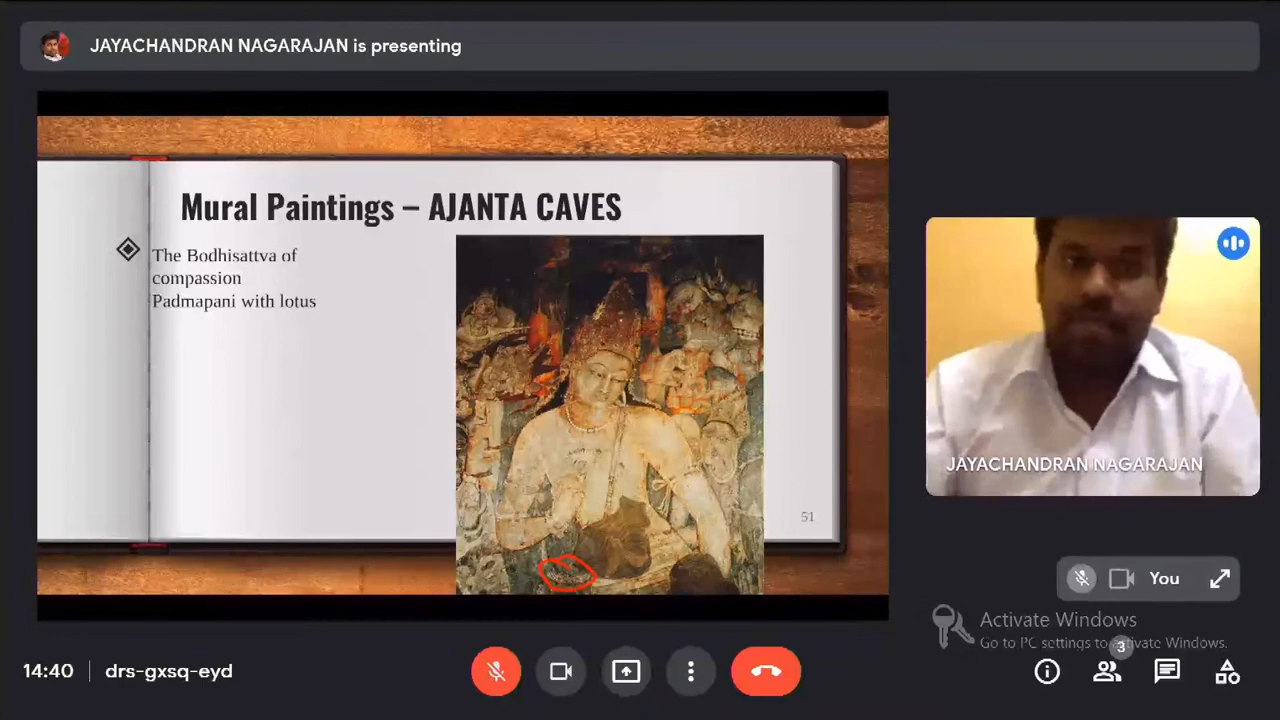 JAYACHANDRAN NAGARAJAN is presenting
Mural Paintings – AJANTA CAVES
The Bodhisattva of
compassion
Padmapani with lotus
51
JAYACHANDRAN NAGARAJAN
You
Activate Windows
Go to PC settings to activate Windows.
3
14:40
drs-gxsq-eyd